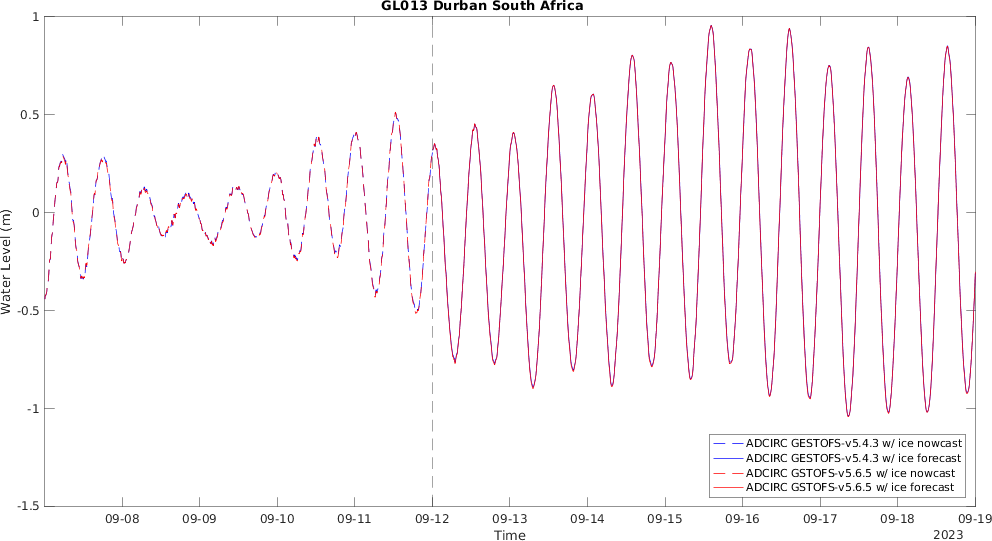 GL013 Durban South Africa
1
0.5
0
-0.5
-1
-1.5
Water Level (m)
ADCIRC GESTOFS-v5.4.3 w/ ice nowcast
ADCIRC GESTOFS-v5.4.3 w/ ice forecast
ADCIRC GSTOFS-v5.6.5 w/ ice nowcast
ADCIRC GSTOFS-v5.6.5 w/ ice forecast
09-08 09-09 09-10 09-11 09-12 09-13 09-14 09-15 09-16 09-17 09-18 09-19
Time
2023